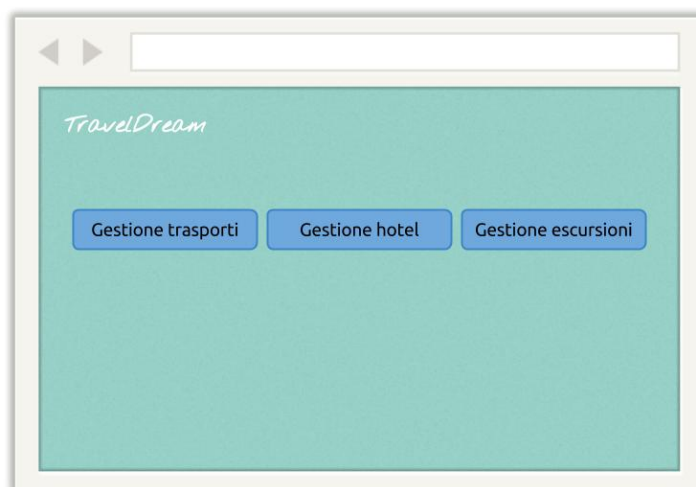 TravelDream
Gestione trasporti
Gestione hotel
Gestione escursioni